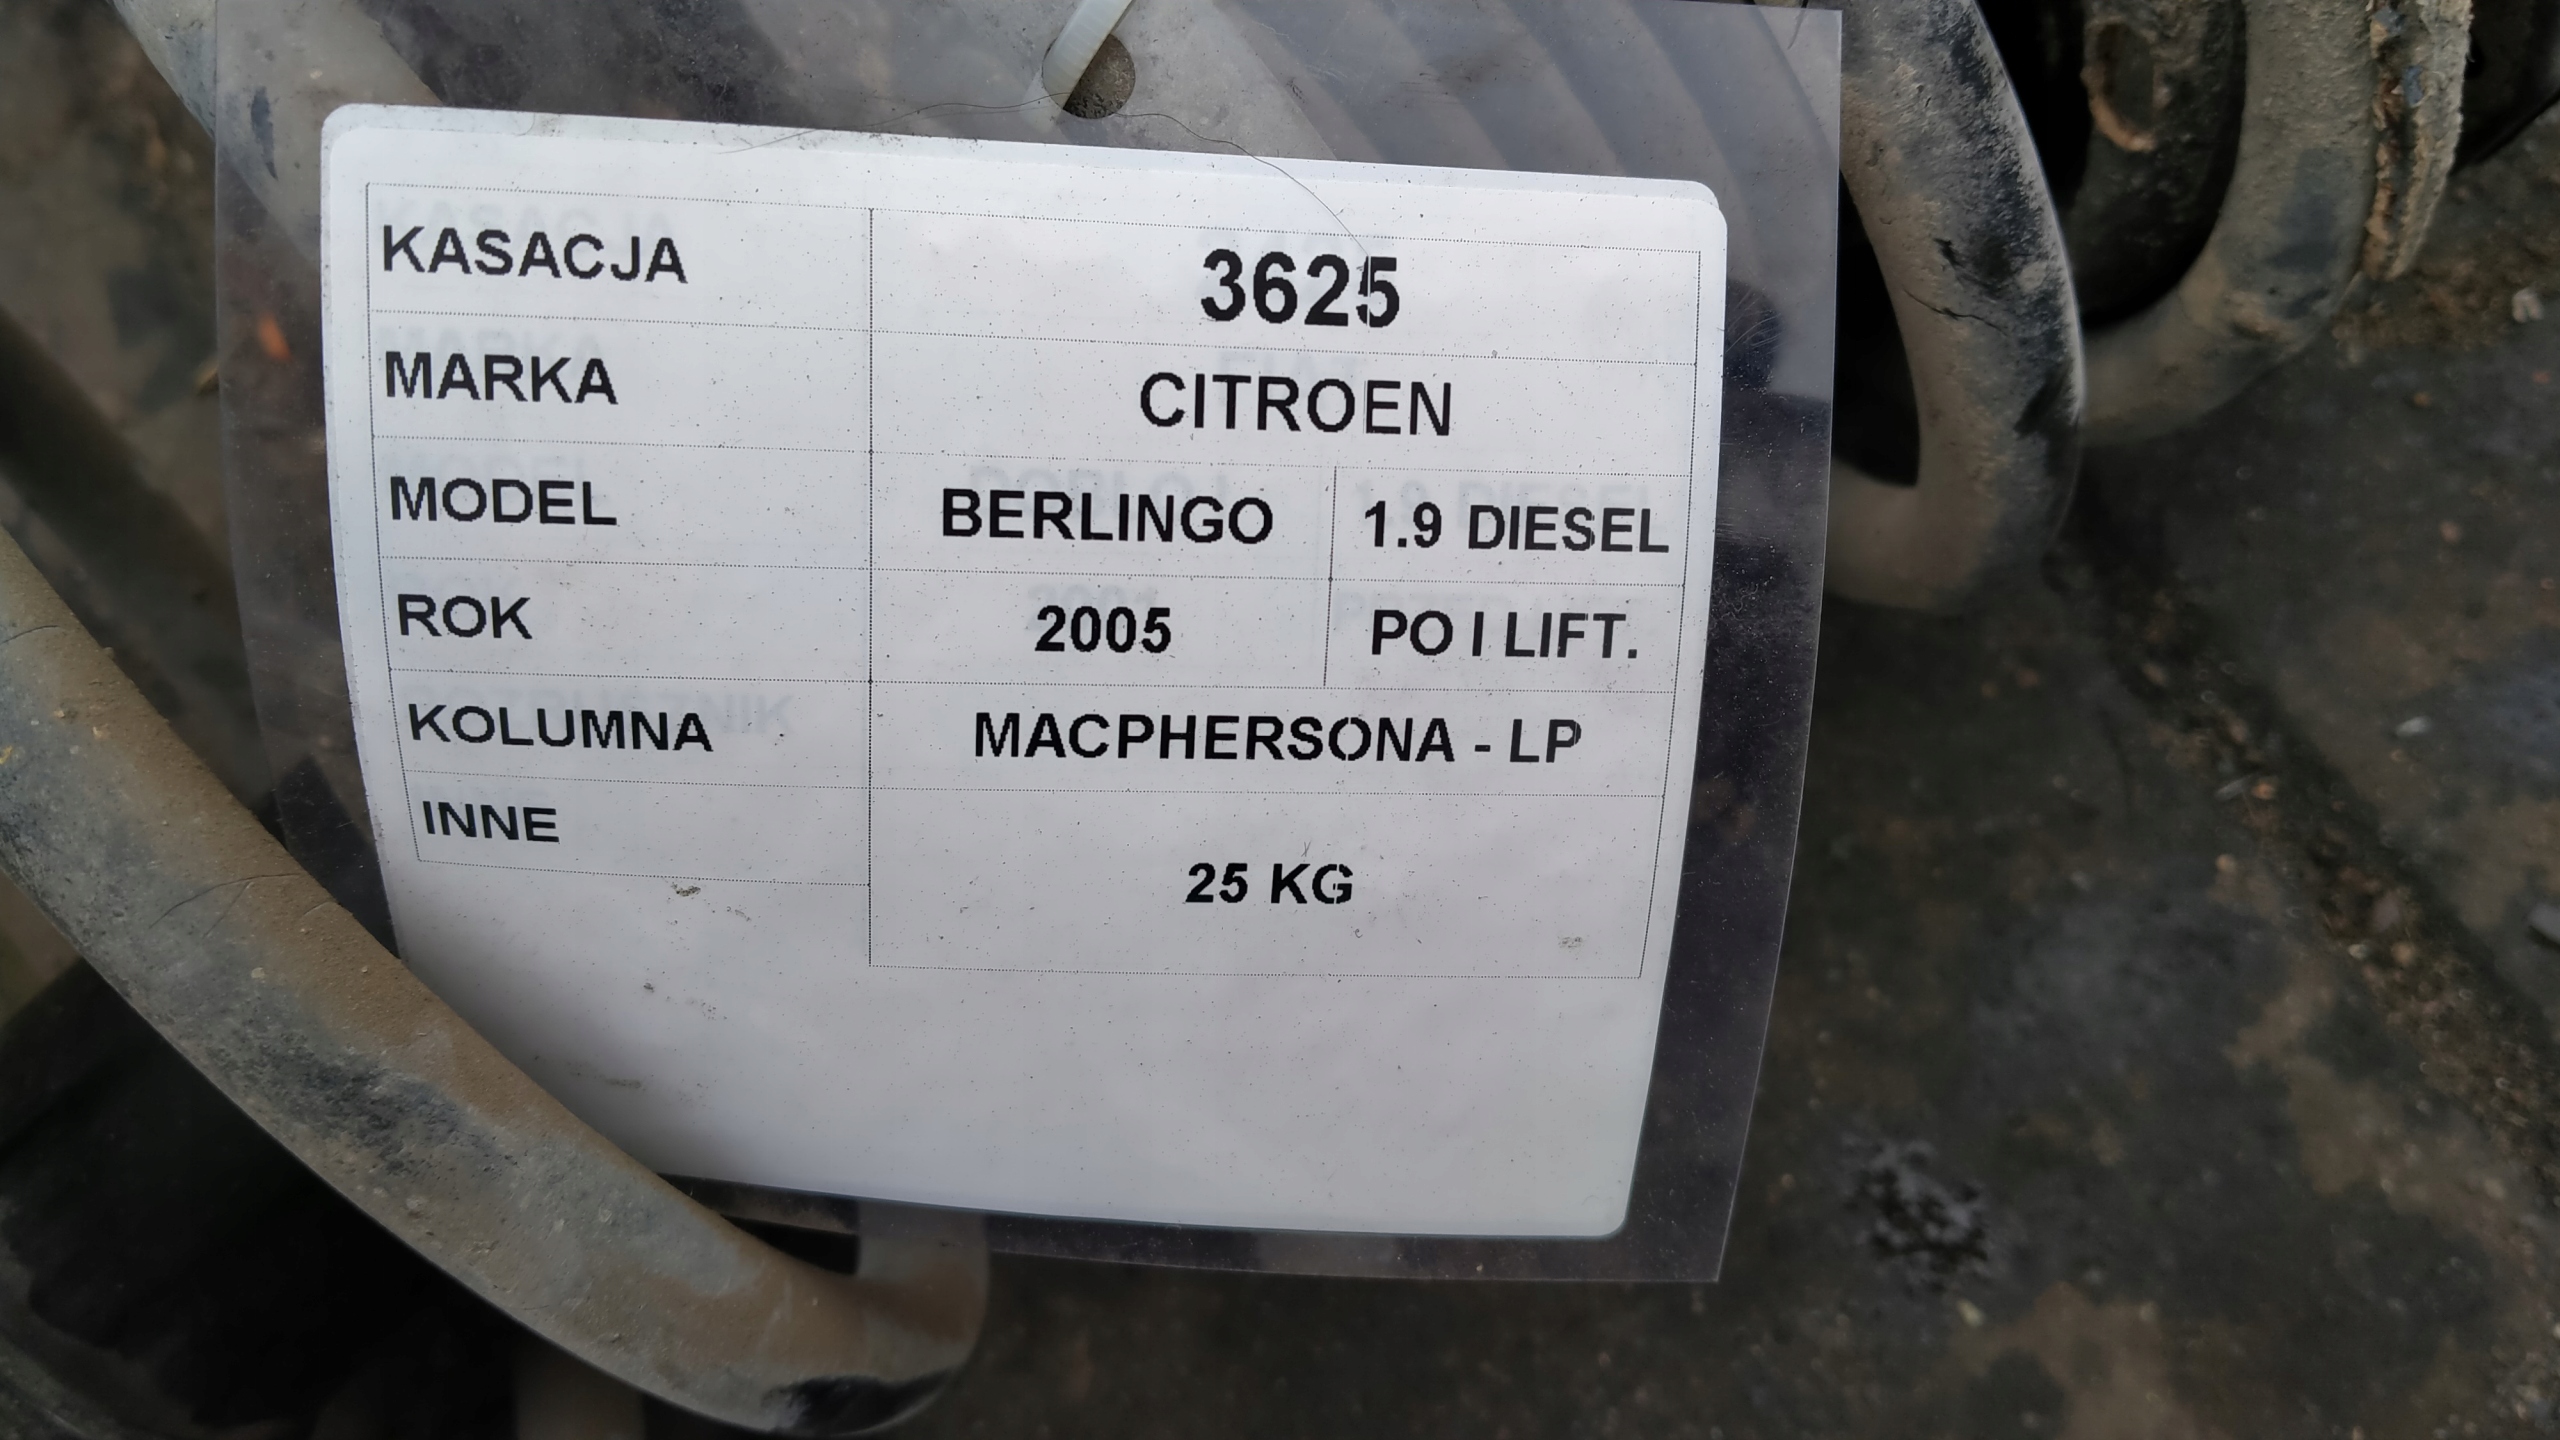 KASACJA 3625
MARKA CITROEN
MODEL BERLINGO 1.9 DIESEL
ROK 2005 PO I LIFT.
KOLUMNA MACPHERSONA - LP
INNE 25 KG